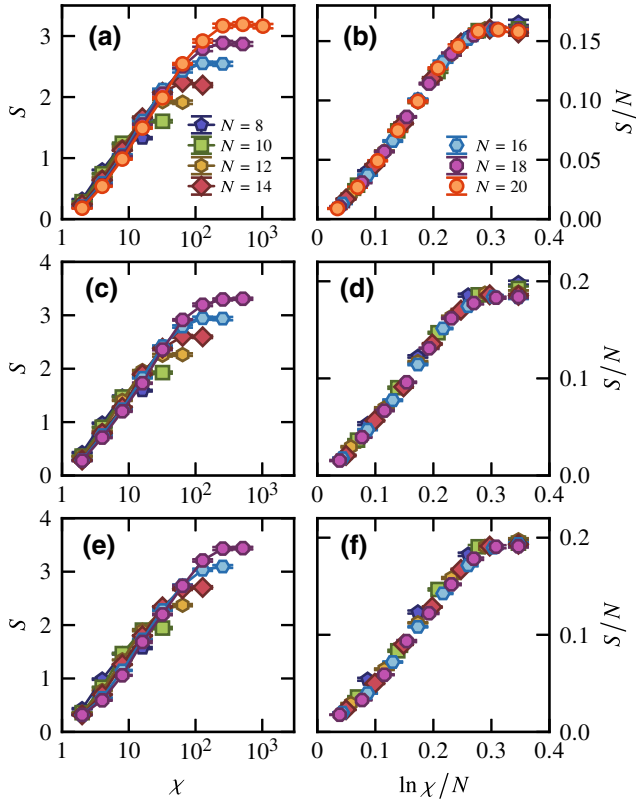 (a)
S
3
2
1
0
1
10
10²
10³
N = 8
N = 10
N = 12
N = 14
(b)
S/N
0.15
0.10
0.05
0.00
0
0.1
0.2
0.3
0.4
N = 16
N = 18
N = 20
(c)
S
4
3
2
1
0
1
10
10²
10³
(d)
S/N
0.2
0.1
0.0
0
0.1
0.2
0.3
0.4
(e)
S
4
3
2
1
0
1
10
10²
10³
χ
(f)
S/N
0.2
0.1
0.0
0
0.1
0.2
0.3
0.4
ln χ/N